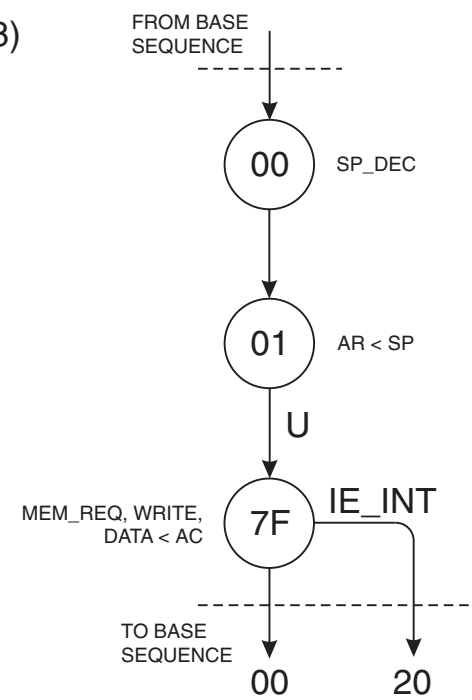 B)
FROM BASE
SEQUENCE
00
SP_DEC
01
AR < SP
U
MEM_REQ, WRITE,
DATA < AC
7F
IE_INT
TO BASE
SEQUENCE
00
20